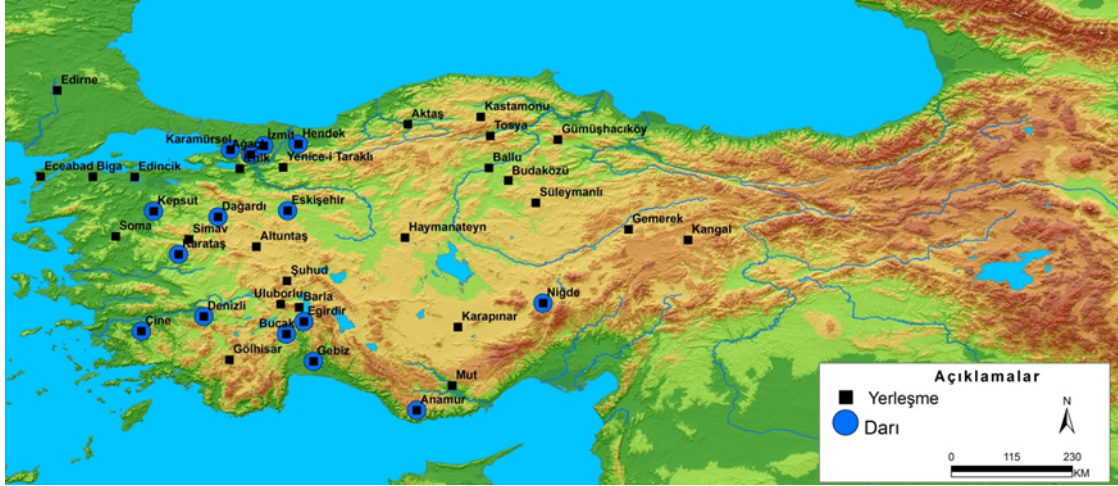 Edirne
Kastamonu
Aktaş
Tosya
Gümüşhacıköy
Hendek
İzmit
Karamürsel
Yenice-i Taraklı
Ballu
Budaközü
Eceabad
Biga
Edincik
Süleymanlı
Kepsut
Dağardı
Eskişehir
Soma
Simav
Karataş
Altuntaş
Haymanateyn
Gemerek
Kangal
Şuhud
Uluborlu
Barla
Niğde
Denizli
Egirdir
Çine
Bucak
Karapınar
Gölhisar
Gebiz
Mut
Anamur
Açıklamalar
Yerleşme
Darı
N
0 115 230
KM